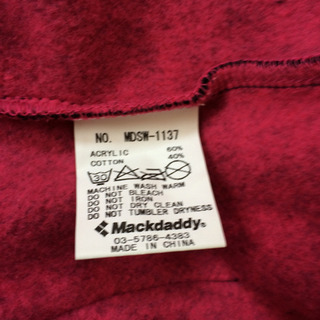 NO. MDSW-1137
ACRYLIC 60%
COTTON 40%
30
MACHINE WASH WARM
DO NOT BLEACH
DO NOT IRON
DO NOT DRY CLEAN
DO NOT TUMBLER DRYNESS
Mackdaddy®
03-5786-4383
MADE IN CHINA